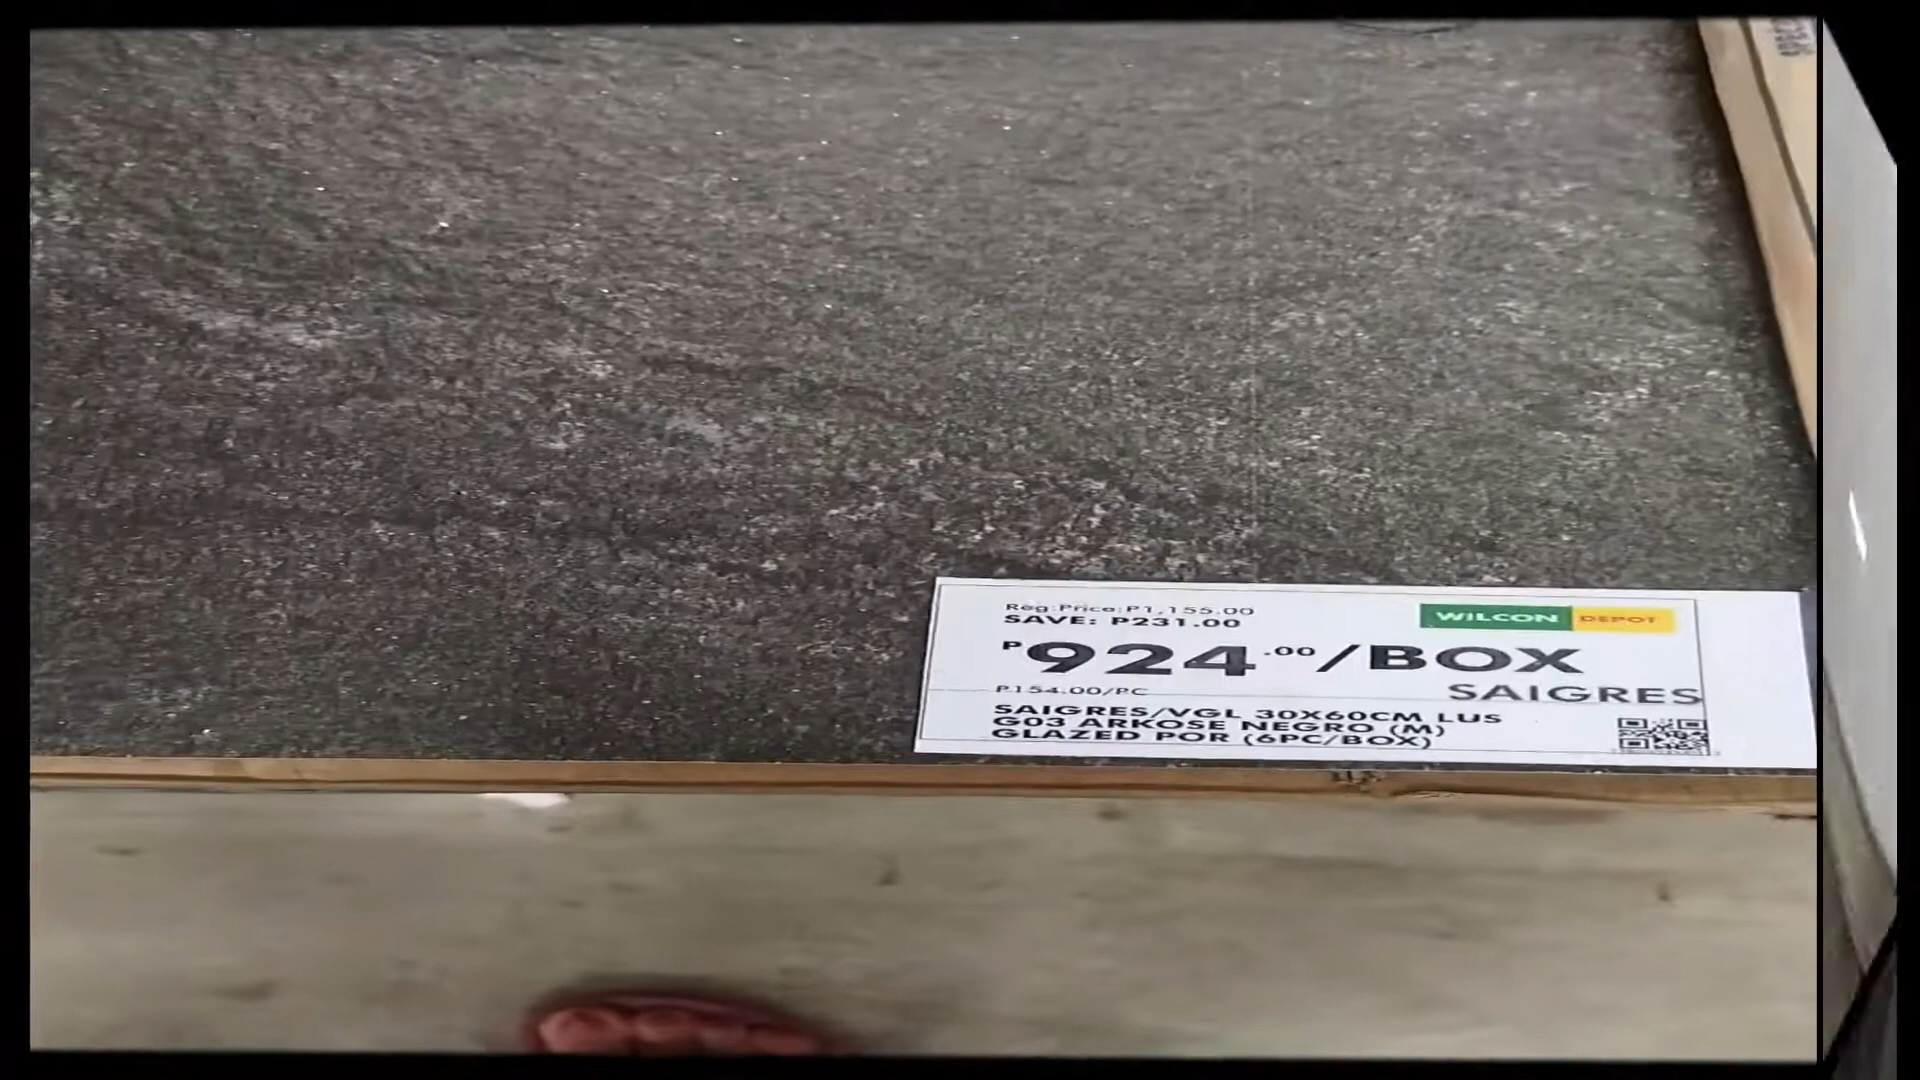 Reg.Price:P1,155.00
SAVE: P231.00
WILCON DEPOT
P924.00/BOX
P154.00/PC
SAIGRES
SAIGRES/VGL 30X60CM LUS
G03 ARKOSE NEGRO (M)
GLAZED POR (6PC/BOX)